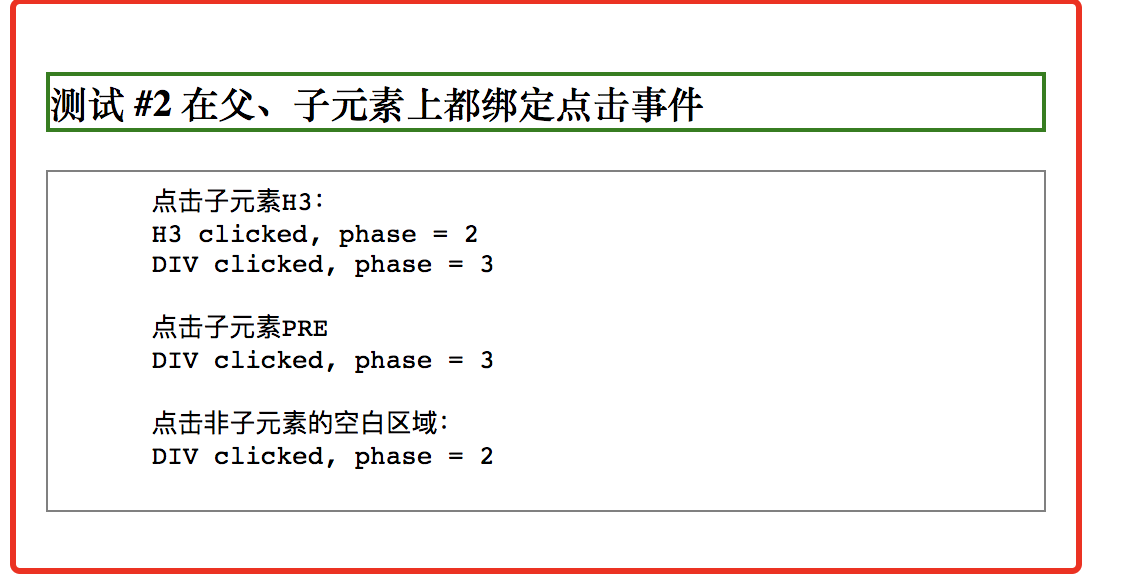 测试 #2 在父、子元素上都绑定点击事件
点击子元素H3：
H3 clicked, phase = 2
DIV clicked, phase = 3
点击子元素PRE
DIV clicked, phase = 3
点击非子元素的空白区域：
DIV clicked, phase = 2